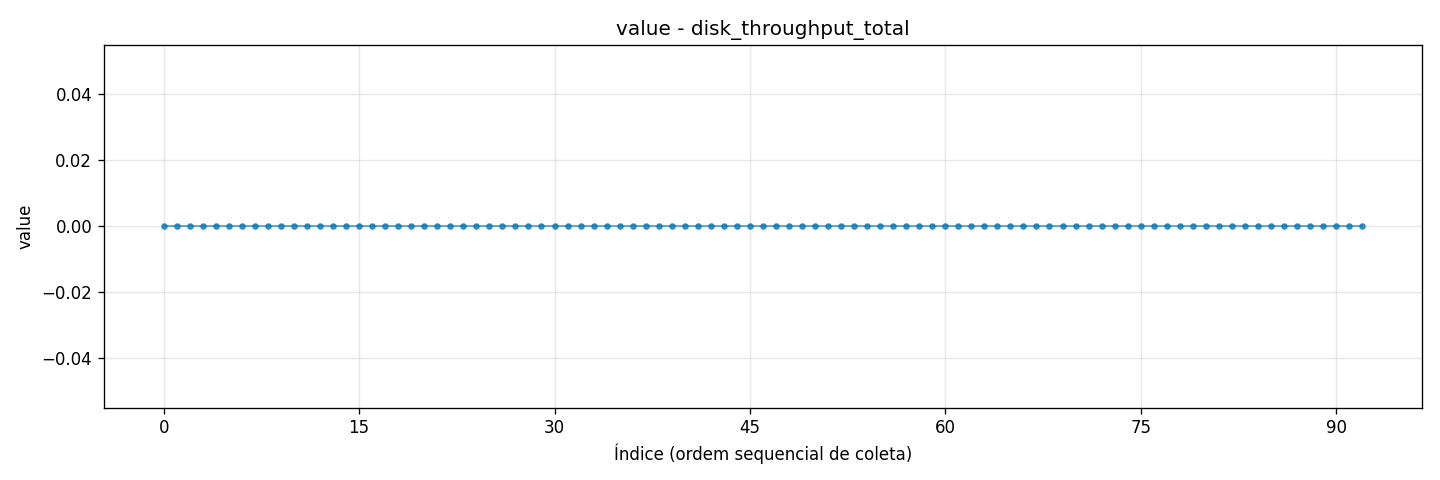 value - disk_throughput_total
0.04
0.02
0.00
−0.02
−0.04
value
0 15 30 45 60 75 90
Índice (ordem sequencial de coleta)